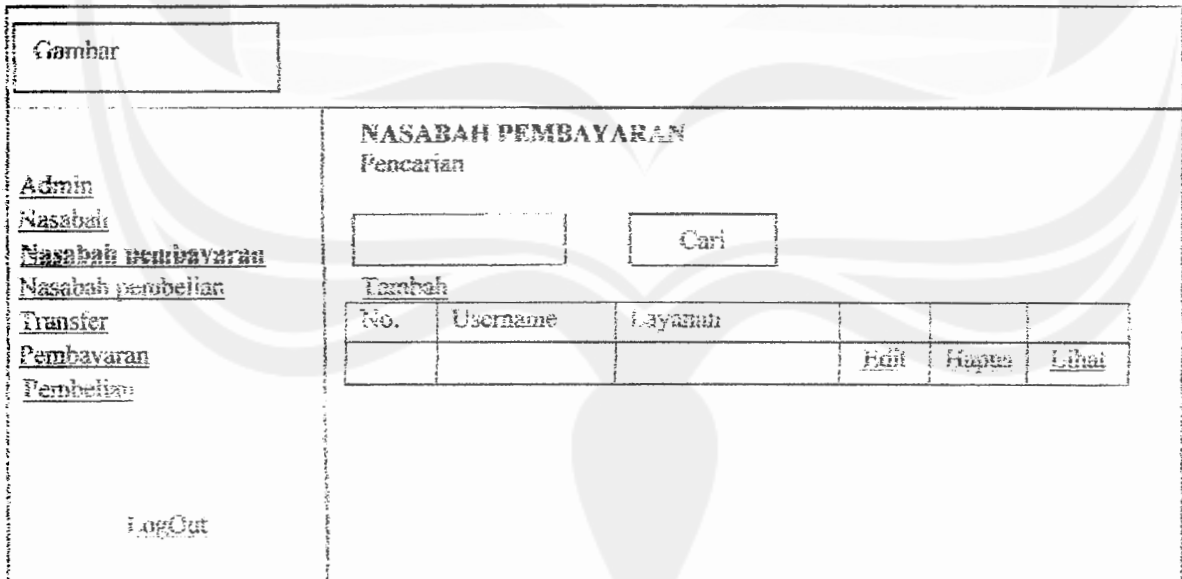 Gambar
Admin
Nasabah
Nasabah pembayaran
Nasabah pembelian
Transfer
Pembayaran
Pembelian
LogOut
NASABAH PEMBAYARAN
Pencarian
Cari
Tambah
No. Username Layanan
Edit Hapus Lihat